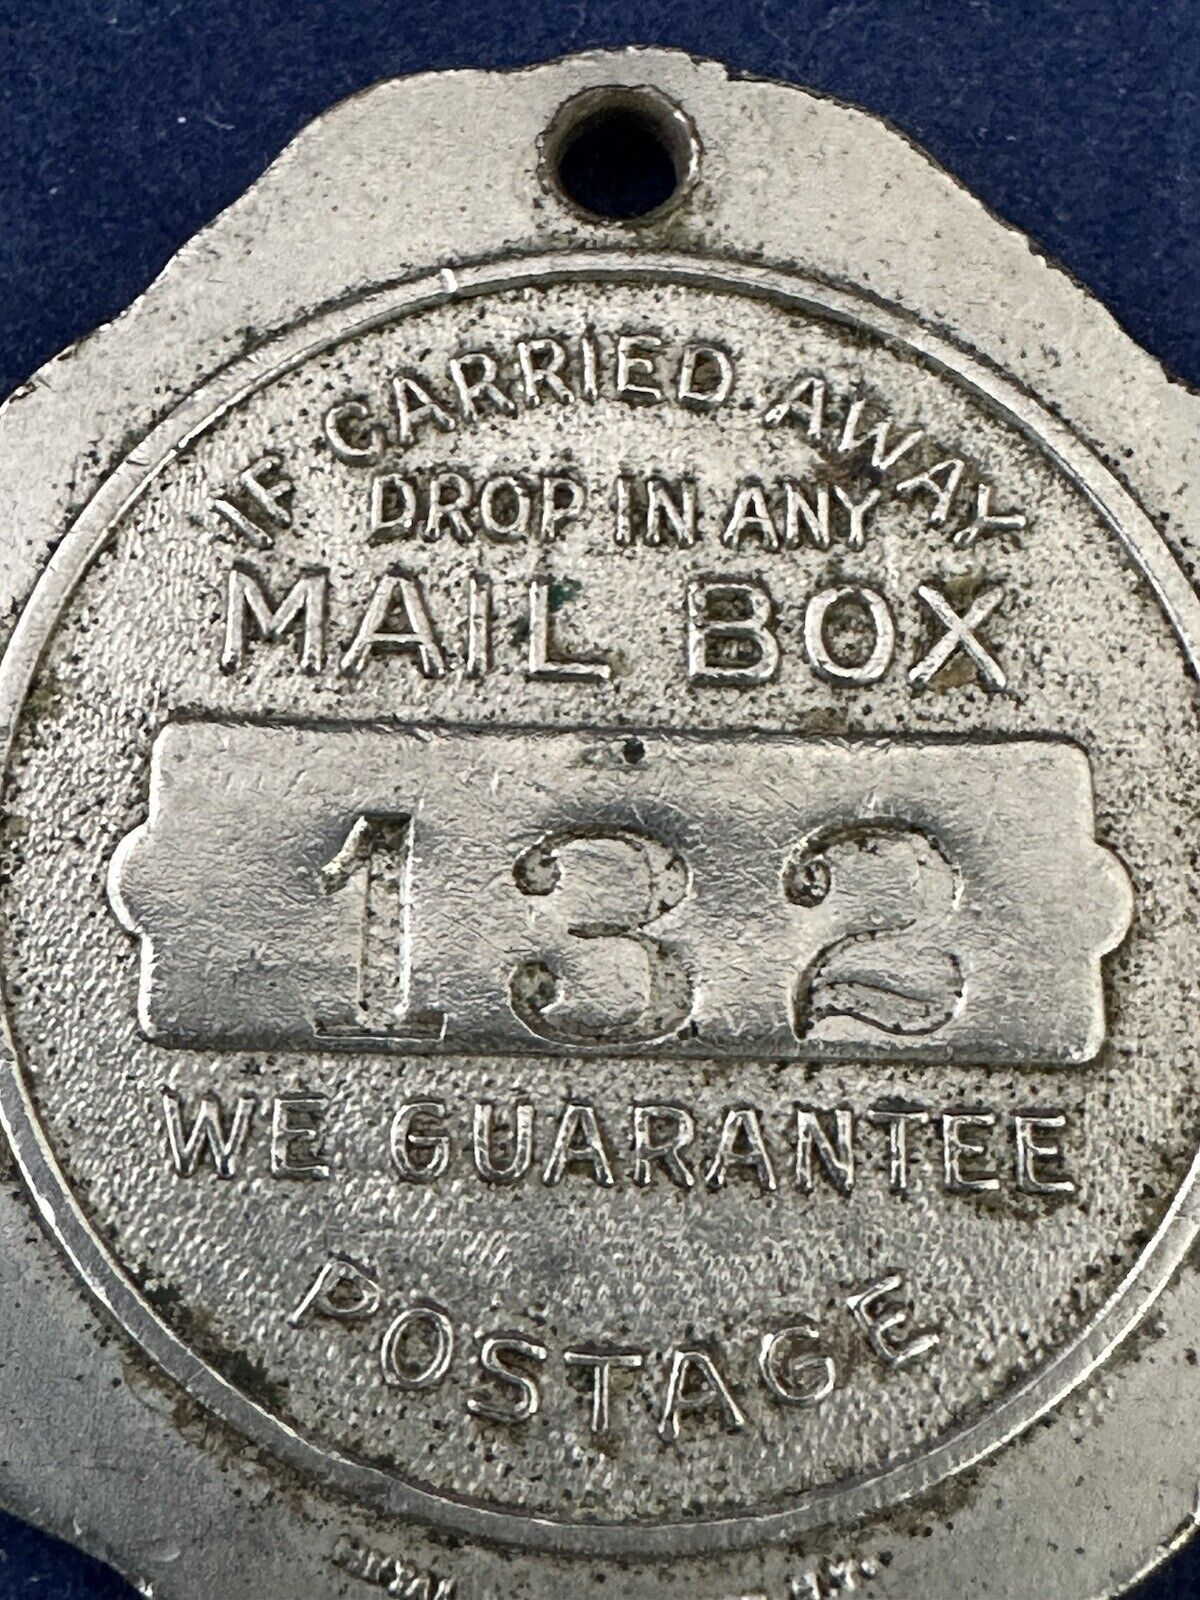 IF CARRIED AWAY
DROP IN ANY
MAIL BOX
132
WE GUARANTEE
POSTAGE
N.Y.